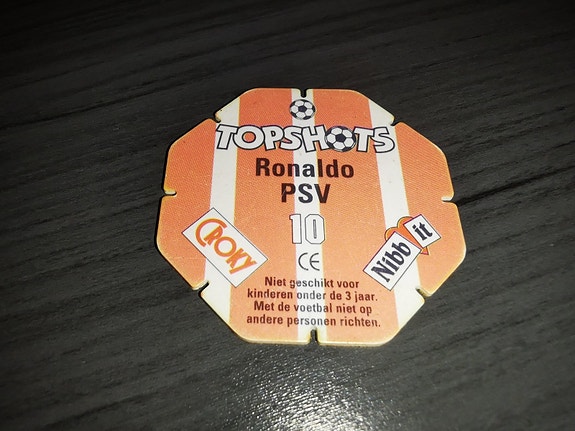 TOPSHOTS
Ronaldo
PSV
10
CE
CROKY
Nibb it
Niet geschikt voor
kinderen onder de 3 jaar.
Met de voetbal niet op
andere personen richten.